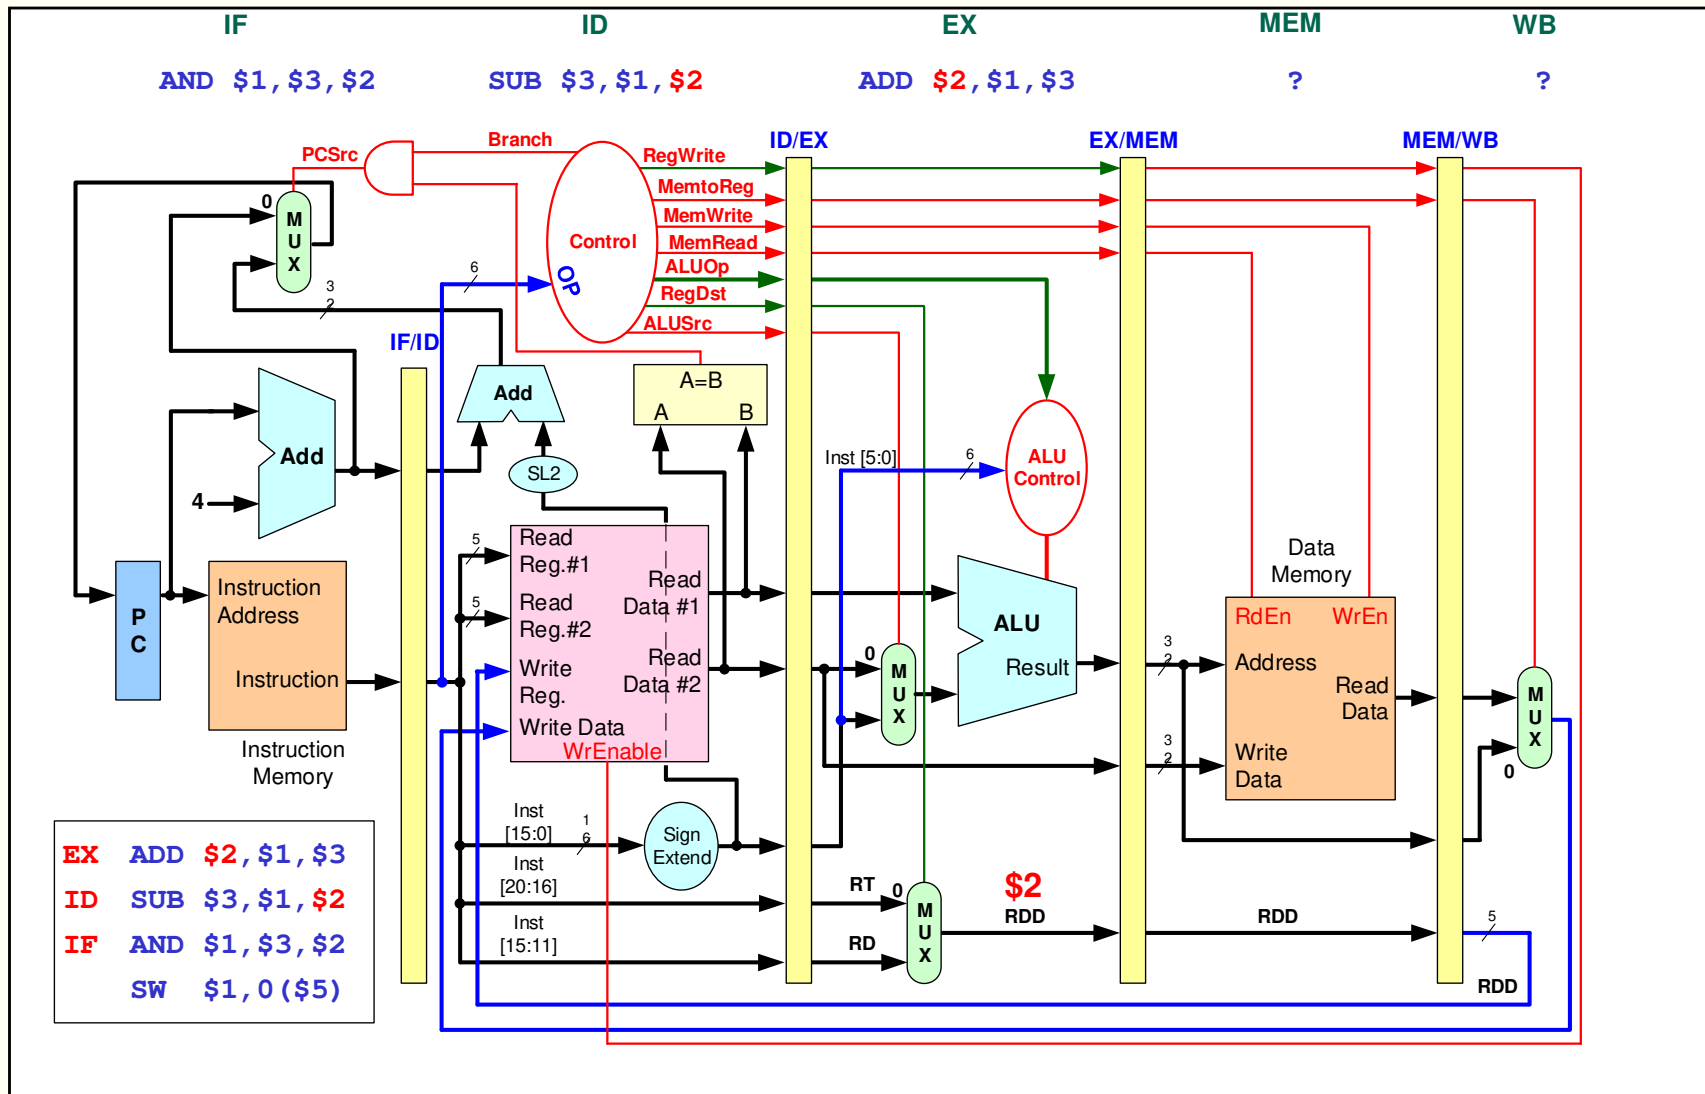 IF ID EX MEM WB
AND $1,$3,$2 SUB $3,$1,$2 ADD $2,$1,$3 ? ?
ID/EX EX/MEM MEM/WB
Branch
PCSrc
RegWrite
MemtoReg
MemWrite
MemRead
ALUOp
RegDst
ALUSrc
Control
OP
6
0
MUX
3
2
IF/ID
Add
A=B
A B
Add
4
SL2
Inst [5:0]
6
ALU
Control
PC
Instruction
Address
Instruction
Instruction
Memory
5
Read
Reg.#1
5
Read
Reg.#2
Write
Reg.
Write Data
WrEnable
Read
Data #1
Read
Data #2
0
MUX
ALU
Result
Data
Memory
RdEn WrEn
3
2
Address
Read
Data
3
2
Write
Data
MUX
0
Inst
[15:0]
1
6
Sign
Extend
Inst
[20:16]
Inst
[15:11]
RT
0
RD
MUX
$2
RDD
RDD
5
RDD
EX ADD $2,$1,$3
ID SUB $3,$1,$2
IF AND $1,$3,$2
SW $1,0($5)